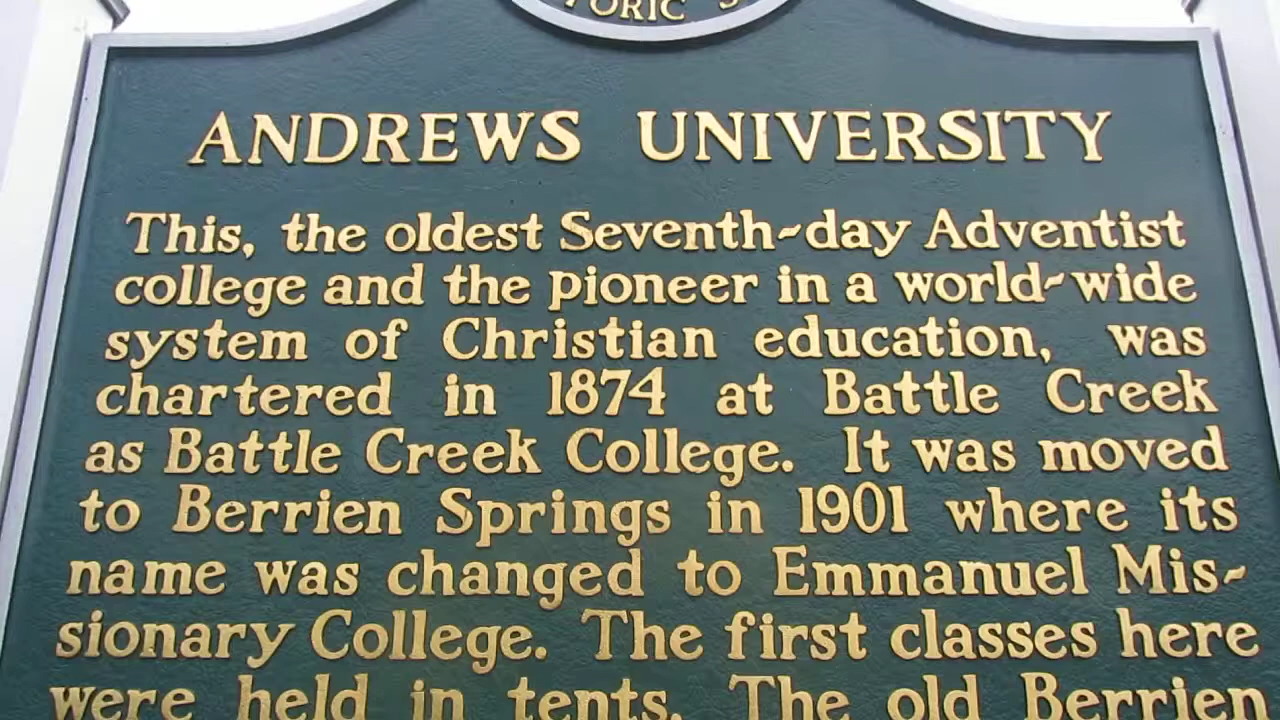 ANDREWS UNIVERSITY
This, the oldest Seventh-day Adventist
college and the pioneer in a world-wide
system of Christian education, was
chartered in 1874 at Battle Creek
as Battle Creek College. It was moved
to Berrien Springs in 1901 where its
name was changed to Emmanuel Mis-
sionary College. The first classes here
were held in tents. The old Berrien